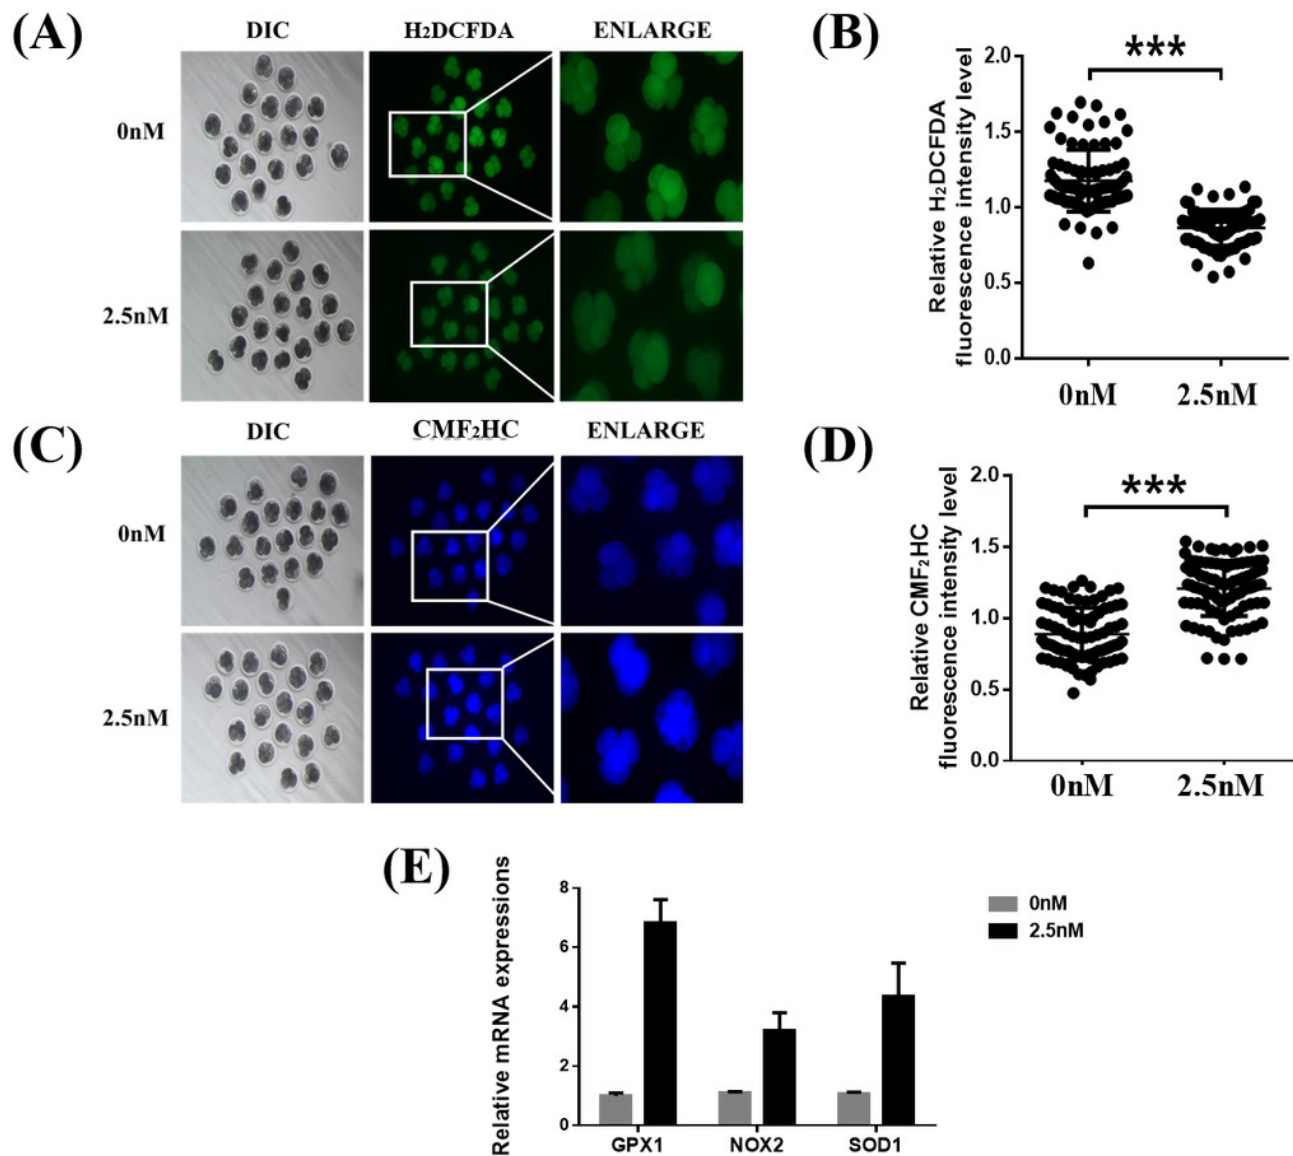 (A)
DIC H₂DCFDA ENLARGE
0nM
2.5nM
(B)
Relative H₂DCFDA
fluorescence intensity level
2.0
1.5
1.0
0.5
0.0
***
0nM 2.5nM
(C)
DIC CMF₂HC ENLARGE
0nM
2.5nM
(D)
Relative CMF₂HC
fluorescence intensity level
2.0
1.5
1.0
0.5
0.0
***
0nM 2.5nM
(E)
Relative mRNA expressions
8
6
4
2
0
GPX1 NOX2 SOD1
0nM
2.5nM